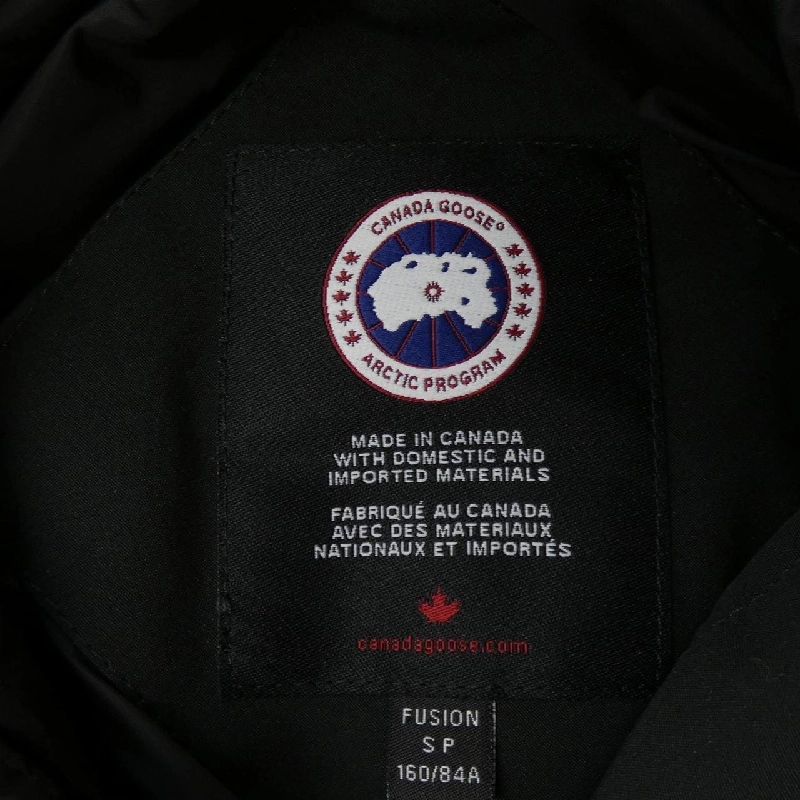 CANADA GOOSE®
ARCTIC PROGRAM
MADE IN CANADA
WITH DOMESTIC AND
IMPORTED MATERIALS
FABRIQUÉ AU CANADA
AVEC DES MATERIAUX
NATIONAUX ET IMPORTÉS
canadagoose.com
FUSION
S P
160/84A